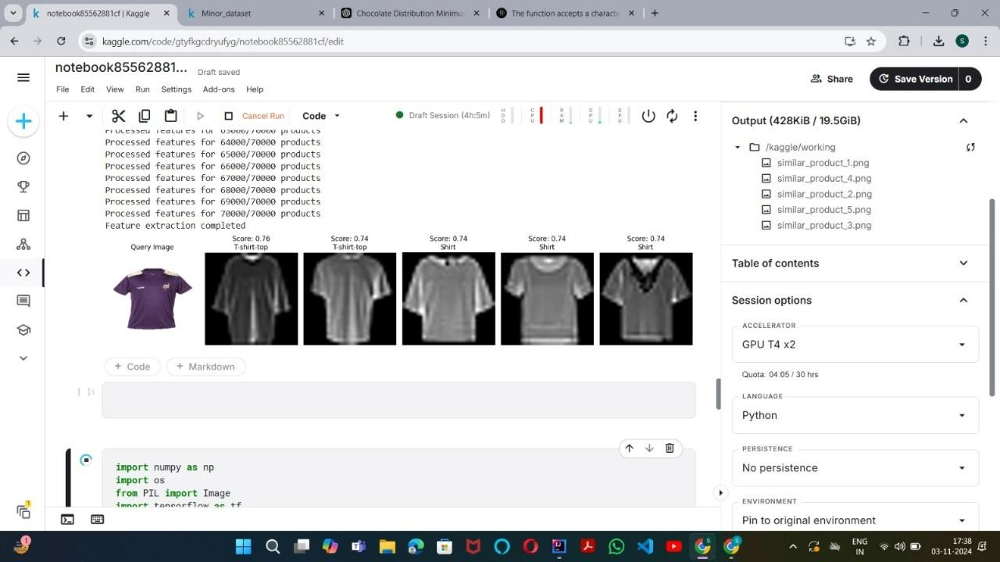 notebook85562881cf | Kaggle
Minor_dataset
Chocolate Distribution Minimu
The function accepts a characte
kaggle.com/code/gtyfkgcdryufyg/notebook85562881cf/edit
S
notebook85562881...
Draft saved
File Edit View Run Settings Add-ons Help
Share
Save Version 0
Cancel Run
Code
Draft Session (4h:5m)
HDD
CPU
RAM
GPU
GPU
Processed features for 63000/70000 products
Processed features for 64000/70000 products
Processed features for 65000/70000 products
Processed features for 66000/70000 products
Processed features for 67000/70000 products
Processed features for 68000/70000 products
Processed features for 69000/70000 products
Processed features for 70000/70000 products
Feature extraction completed
Query Image
Score: 0.76
T-shirt-top
Score: 0.74
T-shirt-top
Score: 0.74
Shirt
Score: 0.74
Shirt
Score: 0.74
Shirt
+ Code
+ Markdown
[ ]:
import numpy as np
import os
from PIL import Image
import tensorflow as tf
Output (428KiB / 19.5GiB)
/kaggle/working
similar_product_1.png
similar_product_4.png
similar_product_2.png
similar_product_5.png
similar_product_3.png
Table of contents
Session options
ACCELERATOR
GPU T4 x2
Quota: 04:05 / 30 hrs
LANGUAGE
Python
PERSISTENCE
No persistence
ENVIRONMENT
Pin to original environment
1
1
ENG
IN
17:38
03-11-2024